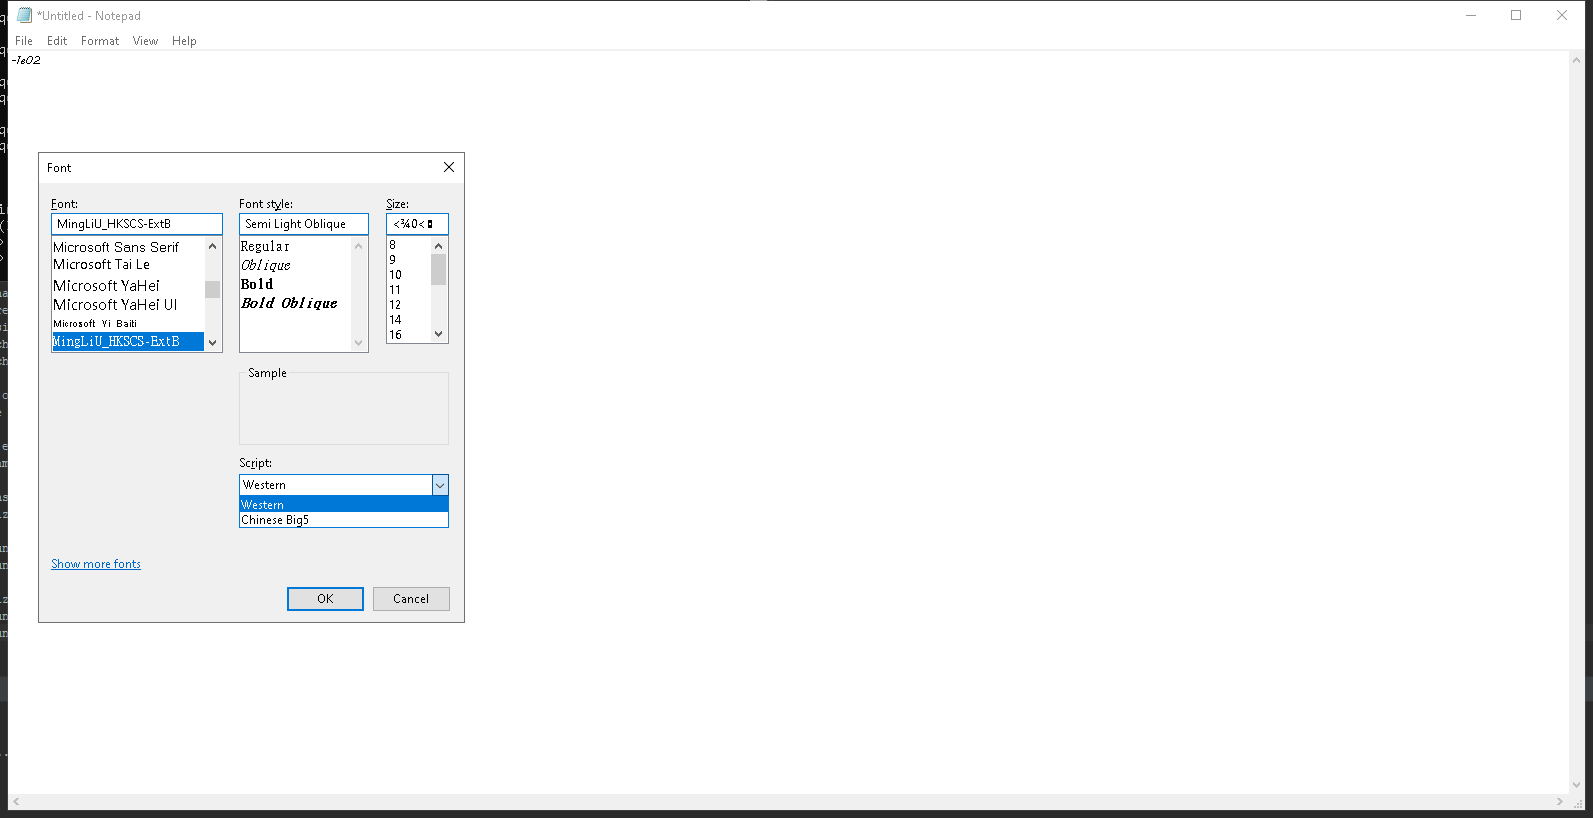 *Untitled - Notepad
File Edit Format View Help
-1e02
Font
Font: Font style: Size:
MingLiU_HKSCS-ExtB Semi Light Oblique <¾0<
Microsoft Sans Serif Regular 8
Microsoft Tai Le Oblique 9
Microsoft YaHei Bold 10
Microsoft YaHei UI Bold Oblique 11
Microsoft Yi Baiti 12
MingLiU_HKSCS-ExtB 14
16
Sample
Script:
Western
Western
Chinese Big5
Show more fonts
OK Cancel